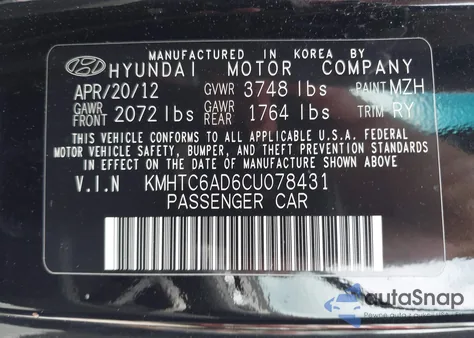 MANUFACTURED IN KOREA BY
HYUNDAI MOTOR COMPANY
APR/20/12 GVWR 3748 lbs PAINT MZH
GAWR FRONT 2072 lbs GAWR REAR 1764 lbs TRIM RY
THIS VEHICLE CONFORMS TO ALL APPLICABLE U.S.A. FEDERAL
MOTOR VEHICLE SAFETY, BUMPER, AND THEFT PREVENTION STANDARDS
IN EFFECT ON THE DATE OF MANUFACTURE SHOWN ABOVE.
V.I.N KMHTC6AD6CU078431
PASSENGER CAR
autoSnap